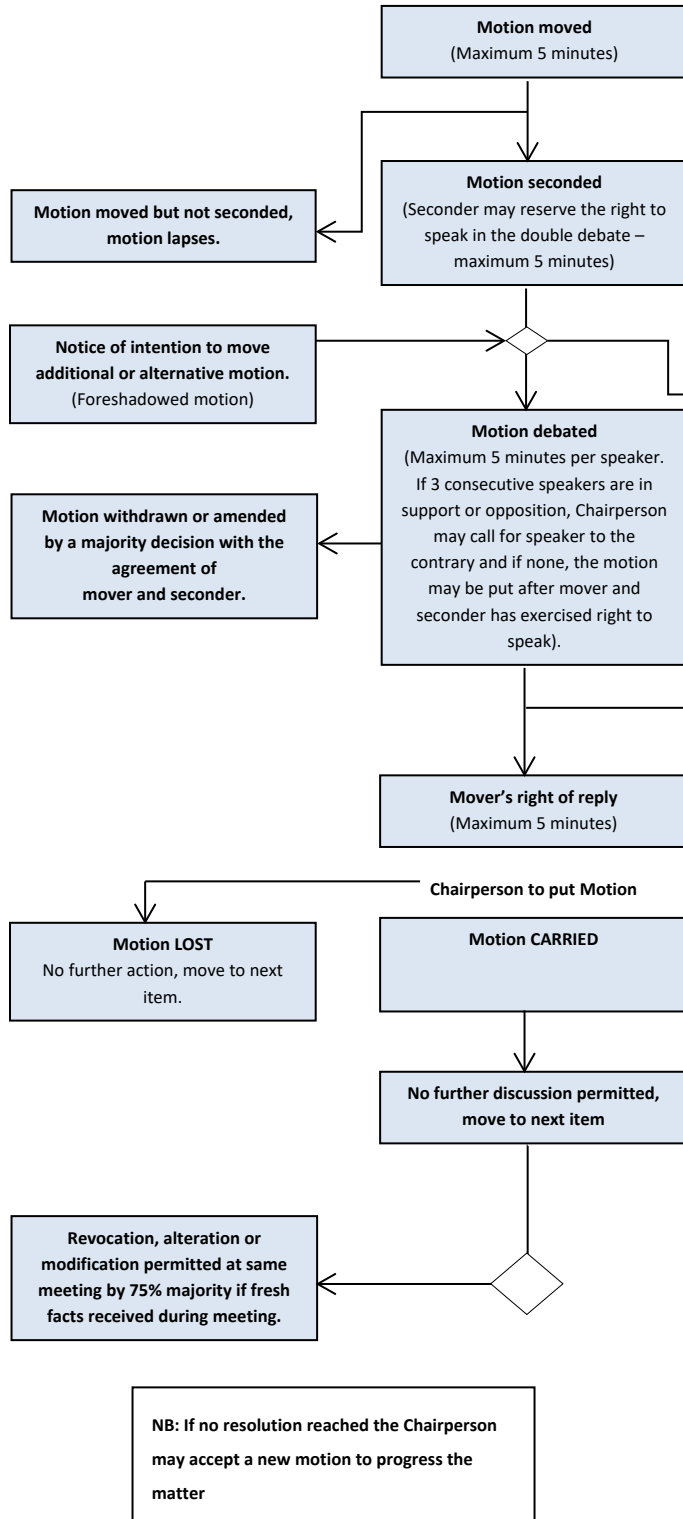 Motion moved
(Maximum 5 minutes)
Motion seconded
(Seconder may reserve the right to
speak in the double debate –
maximum 5 minutes)
Motion moved but not seconded,
motion lapses.
Notice of intention to move
additional or alternative motion.
(Foreshadowed motion)
Motion debated
(Maximum 5 minutes per speaker.
If 3 consecutive speakers are in
support or opposition, Chairperson
may call for speaker to the
contrary and if none, the motion
may be put after mover and
seconder has exercised right to
speak).
Motion withdrawn or amended
by a majority decision with the
agreement of
mover and seconder.
Mover’s right of reply
(Maximum 5 minutes)
Chairperson to put Motion
Motion LOST
No further action, move to next
item.
Motion CARRIED
No further discussion permitted,
move to next item
Revocation, alteration or
modification permitted at same
meeting by 75% majority if fresh
facts received during meeting.
NB: If no resolution reached the Chairperson
may accept a new motion to progress the
matter